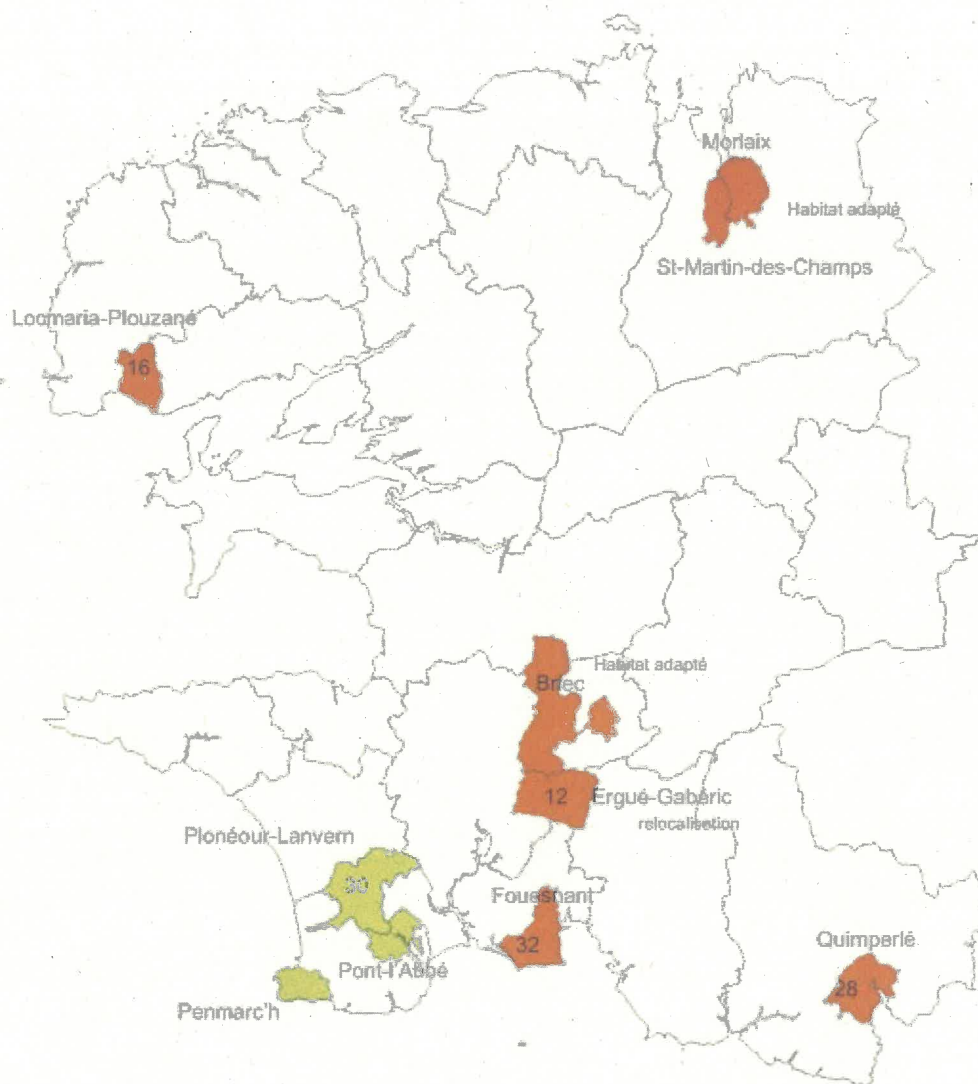 Morlaix
Habitat adapté
St-Martin-des-Champs
Locmaria-Plouzané
16
Habitat adapté
Briec
12
Ergué-Gabéric
relocalisation
Plonéour-Lanvern
30
Fouesnant
32
Quimperlé
28
Pont-l'Abbé
Penmarc'h